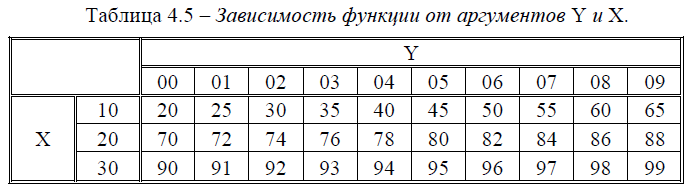 Таблица 4.5 – Зависимость функции от аргументов Y и X.
Y
00 01 02 03 04 05 06 07 08 09
X 10 20 25 30 35 40 45 50 55 60 65
20 70 72 74 76 78 80 82 84 86 88
30 90 91 92 93 94 95 96 97 98 99